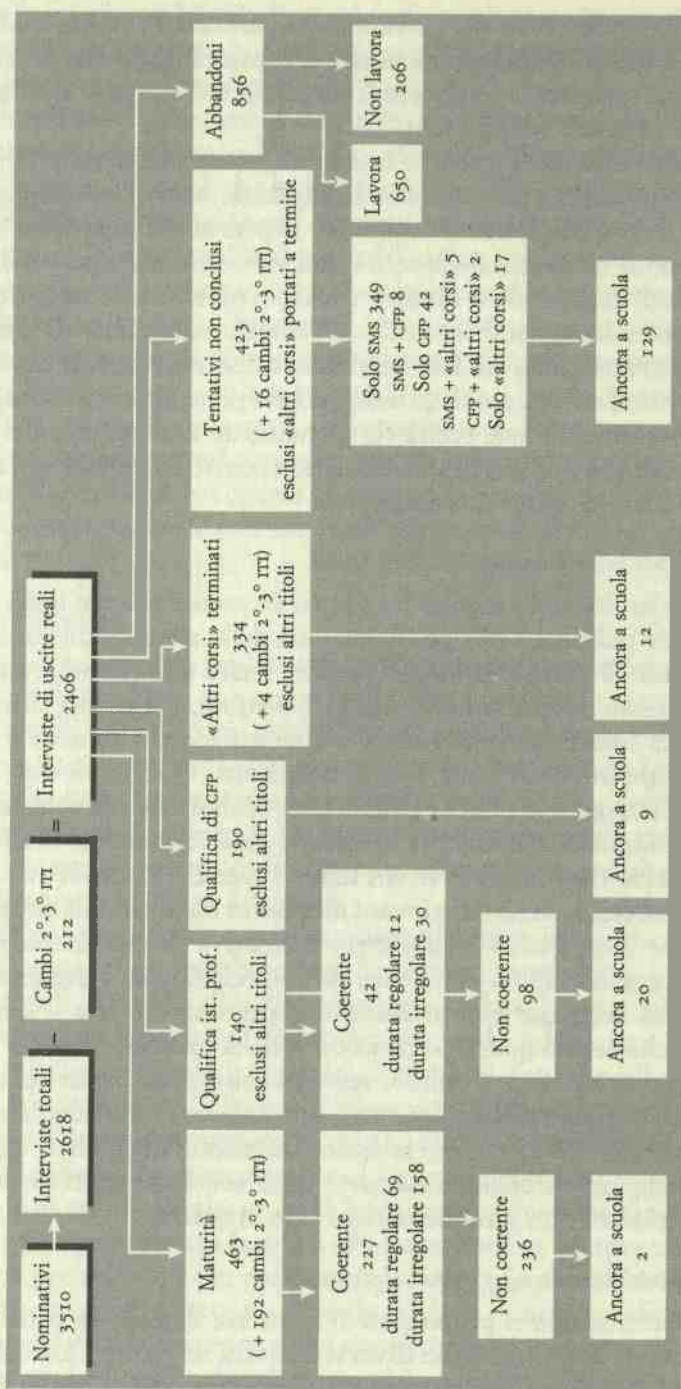 Nominativi
3510
Interviste totali
2618
–
Cambi 2°-3° ITI
212
=
Interviste di uscite reali
2406
Maturità
463
(+ 192 cambi 2°-3° ITI)
Qualifica ist. prof.
140
esclusi altri titoli
Qualifica di CFP
190
esclusi altri titoli
«Altri corsi» terminati
334
(+ 4 cambi 2°-3° ITI)
esclusi altri titoli
Tentativi non conclusi
423
(+ 16 cambi 2°-3° ITI)
esclusi «altri corsi» portati a termine
Abbandoni
856
Coerente
227
durata regolare 69
durata irregolare 158
Coerente
42
durata regolare 12
durata irregolare 30
Solo SMS 349
SMS + CFP 8
Solo CFP 42
SMS + «altri corsi» 5
CFP + «altri corsi» 2
Solo «altri corsi» 17
Lavora
650
Non lavora
206
Non coerente
236
Non coerente
98
Ancora a scuola
2
Ancora a scuola
20
Ancora a scuola
9
Ancora a scuola
12
Ancora a scuola
129